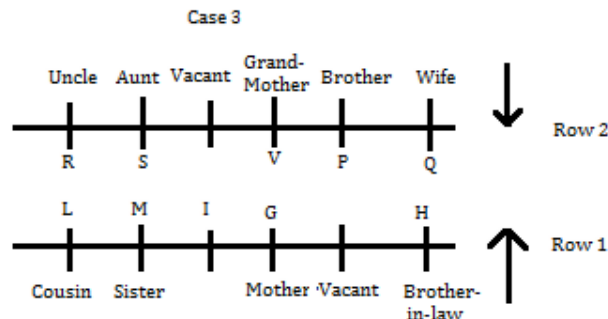 Case 3
Uncle Aunt Vacant Grand-
Mother Brother Wife
Row 2
R S V P Q
L M I G H
Row 1
Cousin Sister Mother Vacant Brother-
in-law